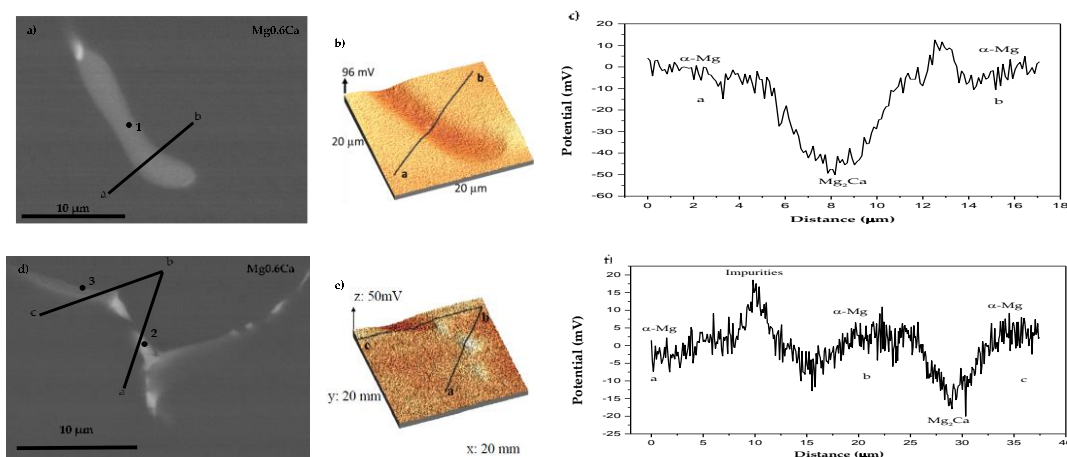 a)
Mg0.6Ca
1
b
a
10 µm
b)
96 mV
b
a
20 µm
20 µm
c)
Potential (mV)
20
10
0
-10
-20
-30
-40
-50
-60
α-Mg
α-Mg
a
b
Mg₂Ca
0 2 4 6 8 10 12 14 16 18
Distance (µm)
d)
Mg0.6Ca
b
3
c
2
a
10 µm
e)
z: 50mV
b
c
a
y: 20 mm
x: 20 mm
f)
Potential (mV)
20
15
10
5
0
-5
-10
-15
-20
-25
Impurities
α-Mg
α-Mg
α-Mg
a
b
c
Mg₂Ca
0 5 10 15 20 25 30 35 40
Distance (µm)